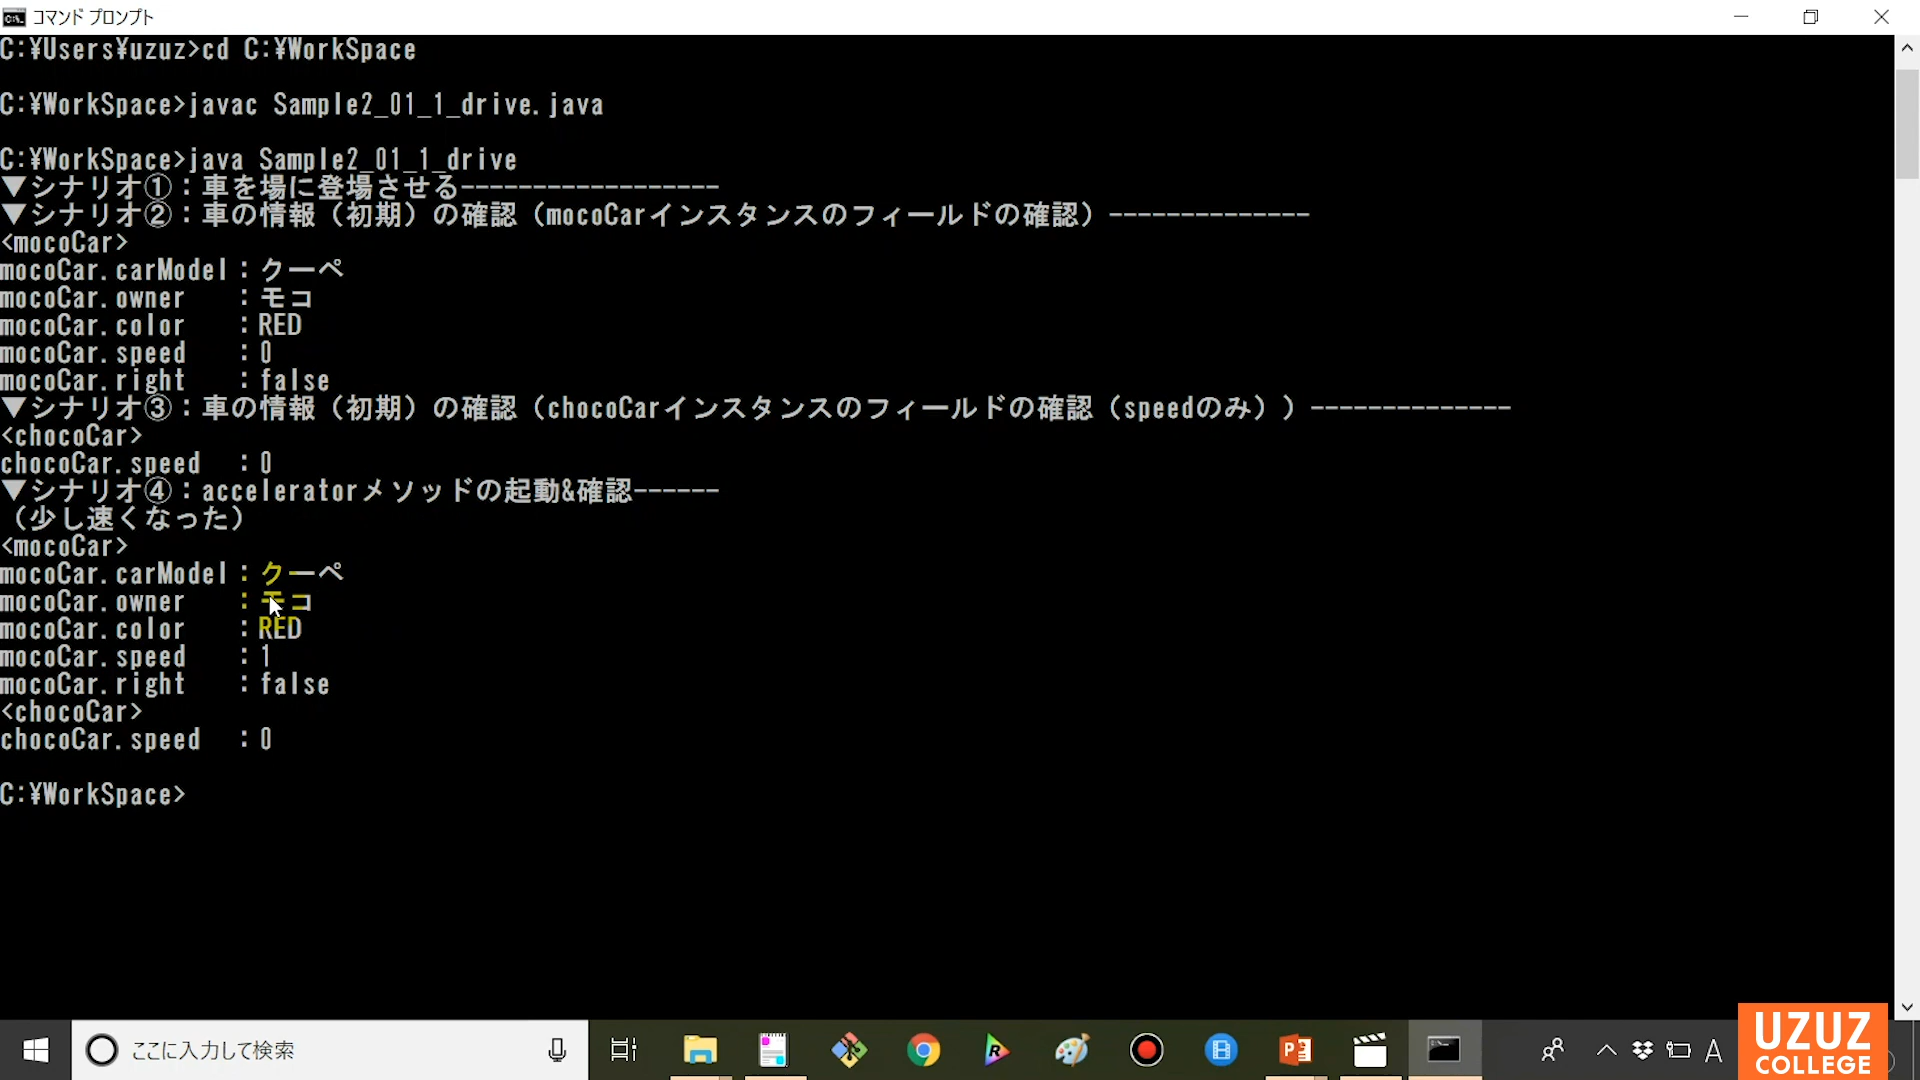 コマンド プロンプト
C:¥Users¥uzuz>cd C:¥WorkSpace
C:¥WorkSpace>javac Sample2_01_1_drive.java
C:¥WorkSpace>java Sample2_01_1_drive
▼シナリオ①：車を場に登場させる------------------
▼シナリオ②：車の情報（初期）の確認（mocoCarインスタンスのフィールドの確認）--------------
<mocoCar>
mocoCar.carModel：クーペ
mocoCar.owner　　：モコ
mocoCar.color　　：RED
mocoCar.speed　　：0
mocoCar.right　　：false
▼シナリオ③：車の情報（初期）の確認（chocoCarインスタンスのフィールドの確認（speedのみ））--------------
<chocoCar>
chocoCar.speed　：0
▼シナリオ④：acceleratorメソッドの起動&確認------
（少し速くなった）
<mocoCar>
mocoCar.carModel：クーペ
mocoCar.owner　　：モコ
mocoCar.color　　：RED
mocoCar.speed　　：1
mocoCar.right　　：false
<chocoCar>
chocoCar.speed　：0
C:¥WorkSpace>
ここに入力して検索
A
UZUZ
COLLEGE